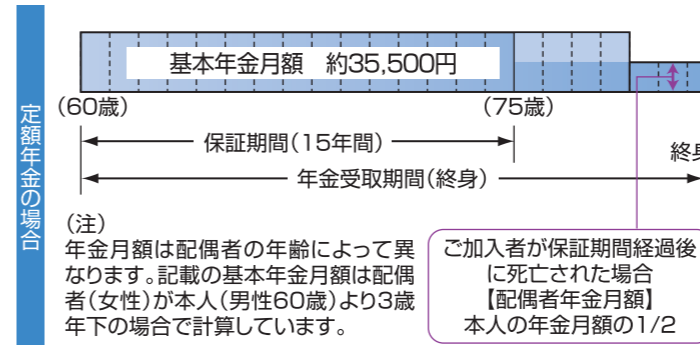 定額年金の場合
基本年金月額 約35,500円
(60歳)
(75歳)
保証期間(15年間)
終身
年金受取期間(終身)
(注)
年金月額は配偶者の年齢によって異
なります。記載の基本年金月額は配偶
者(女性)が本人(男性60歳)より3歳
年下の場合で計算しています。
ご加入者が保証期間経過後
に死亡された場合
【配偶者年金月額】
本人の年金月額の1/2